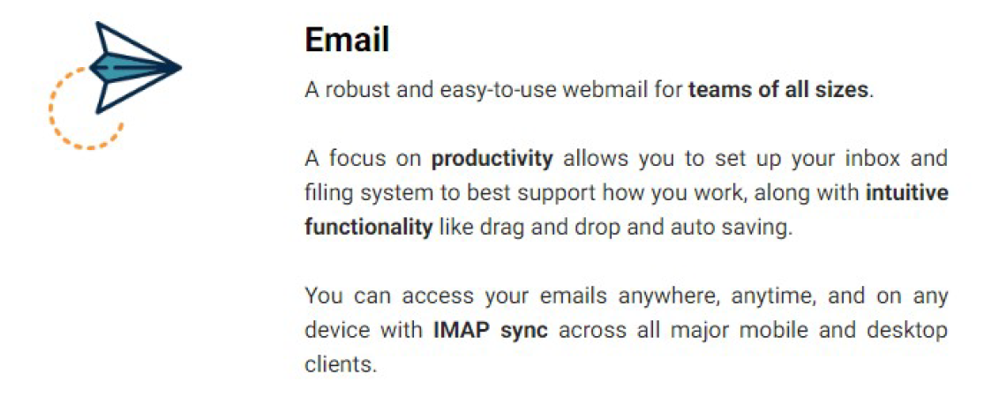 Email
A robust and easy-to-use webmail for teams of all sizes.
A focus on productivity allows you to set up your inbox and
filing system to best support how you work, along with intuitive
functionality like drag and drop and auto saving.
You can access your emails anywhere, anytime, and on any
device with IMAP sync across all major mobile and desktop
clients.